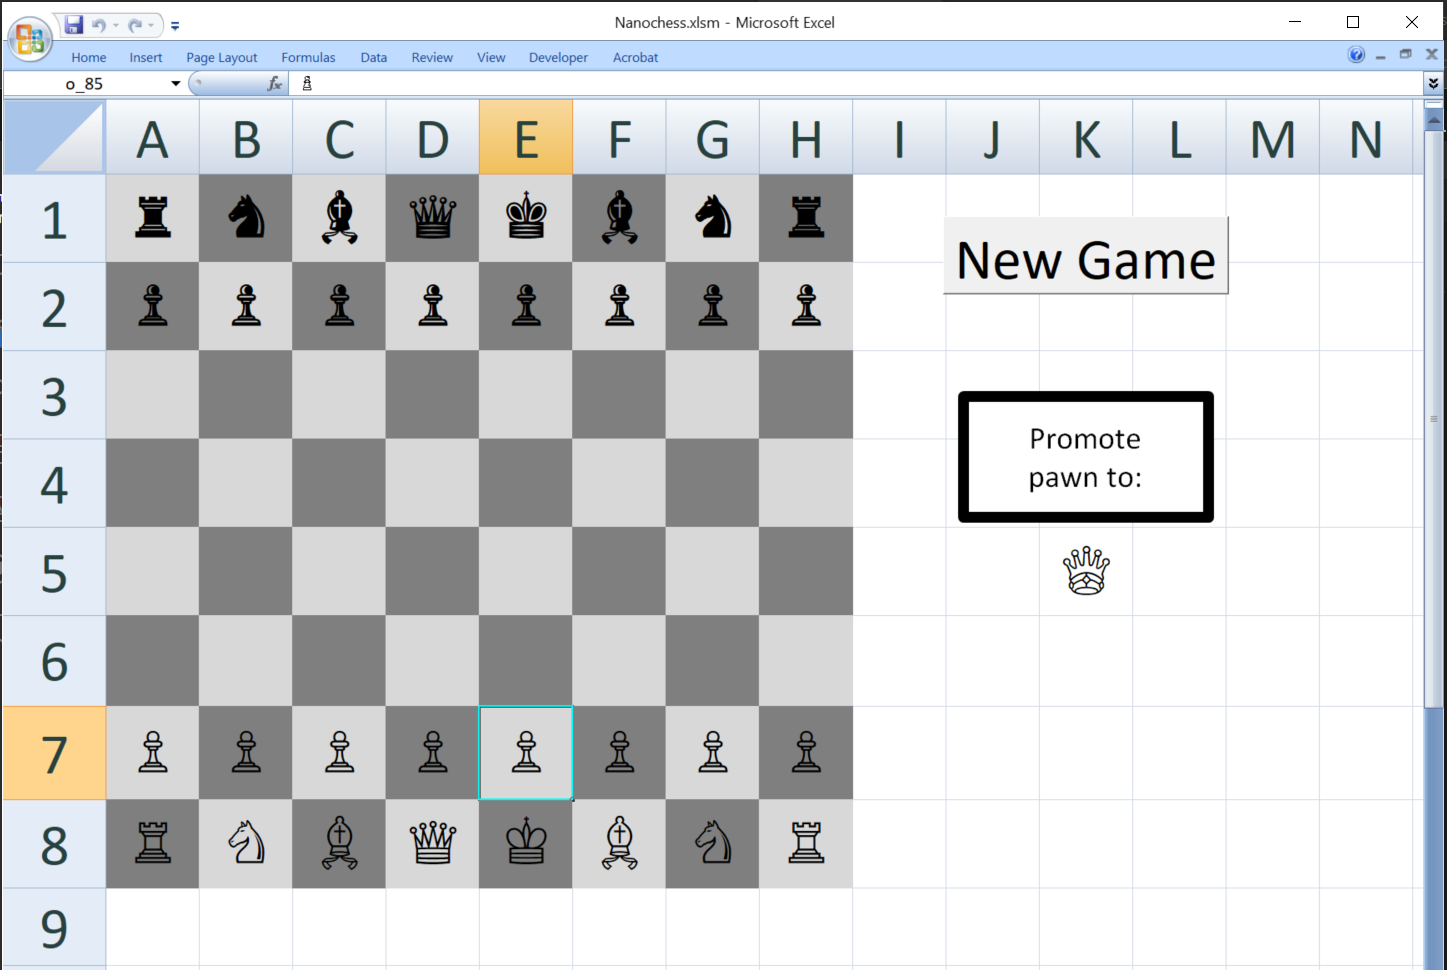 Nanochess.xlsm - Microsoft Excel
Home Insert Page Layout Formulas Data Review View Developer Acrobat
o_85 fx ♙
A B C D E F G H I J K L M N
1 ♜ ♞ ♝ ♛ ♚ ♝ ♞ ♜
New Game
2 ♟ ♟ ♟ ♟ ♟ ♟ ♟ ♟
3
4
Promote
pawn to:
5 ♕
6
7 ♙ ♙ ♙ ♙ ♙ ♙ ♙ ♙
8 ♖ ♘ ♗ ♕ ♔ ♗ ♘ ♖
9